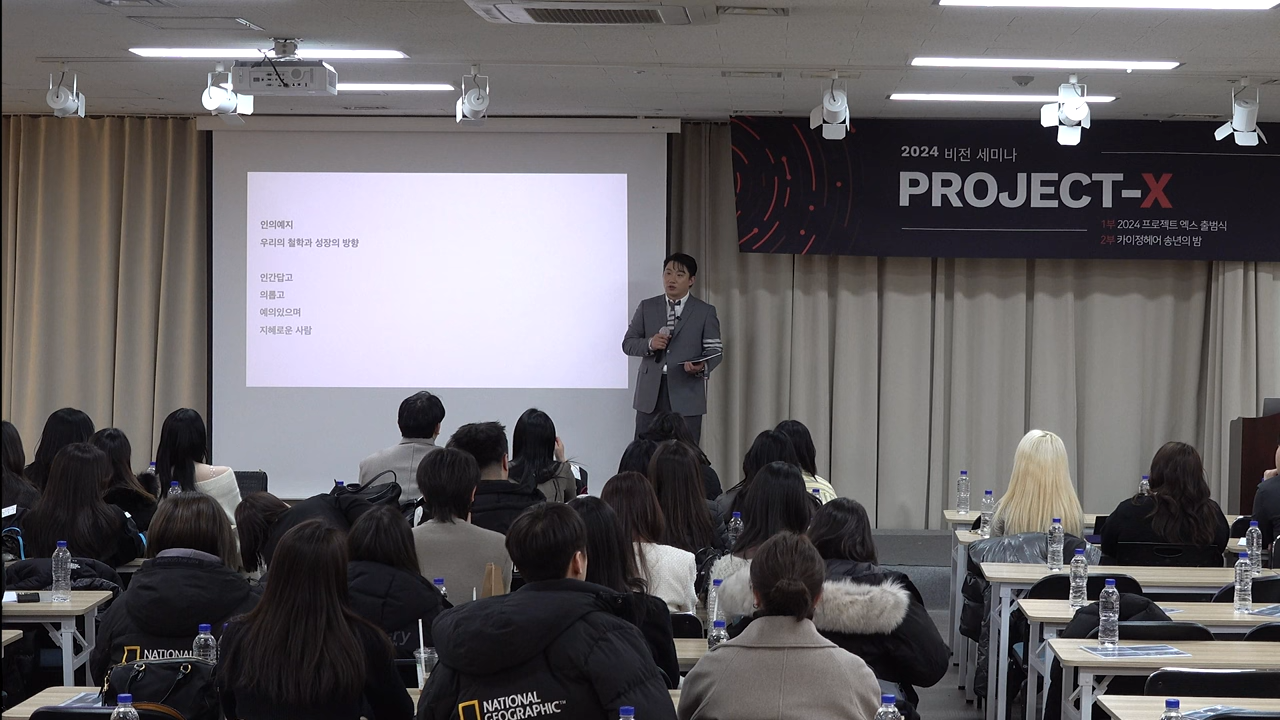 인의예지
우리의 철학과 성장의 방향
인간답고
의롭고
예의있으며
지혜로운 사람
2024 비전 세미나
PROJECT-X
1부 2024 프로젝트 엑스 출범식
2부 카이정헤어 송년의 밤
NATIONAL
NATIONAL
GEOGRAPHIC™